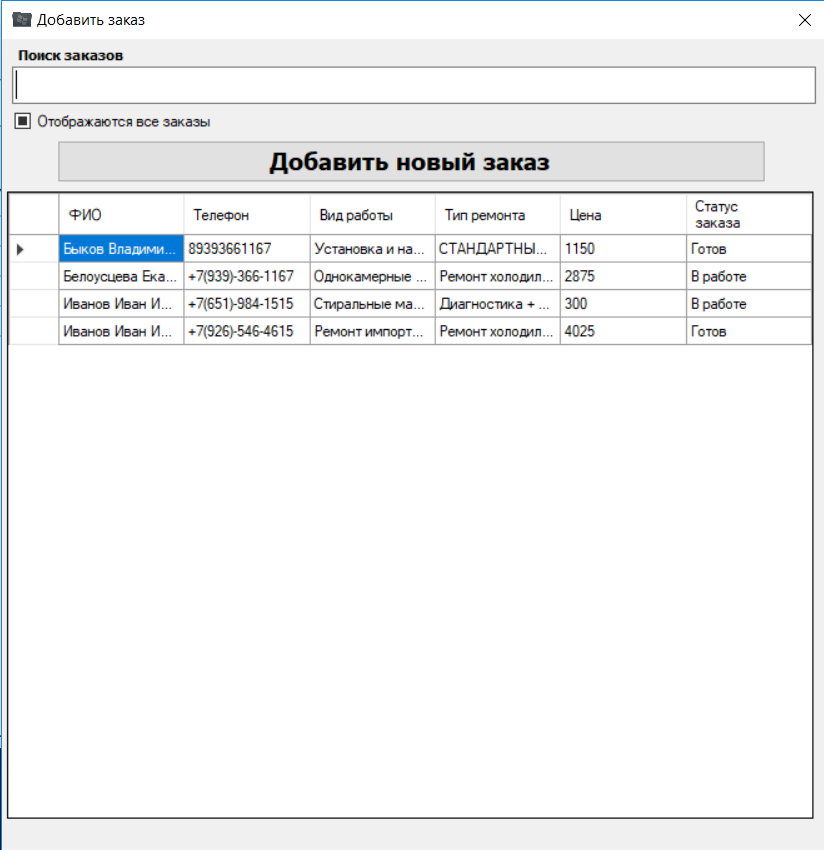 Добавить заказ
Поиск заказов
Отображаются все заказы
Добавить новый заказ
ФИО Телефон Вид работы Тип ремонта Цена Статус заказа
Быков Владими... 89393661167 Установка и на... СТАНДАРТНЫ... 1150 Готов
Белоусцева Ека... +7(939)-366-1167 Однокамерные ... Ремонт холодил... 2875 В работе
Иванов Иван И... +7(651)-984-1515 Стиральные ма... Диагностика + ... 300 В работе
Иванов Иван И... +7(926)-546-4615 Ремонт импорт... Ремонт холодил... 4025 Готов